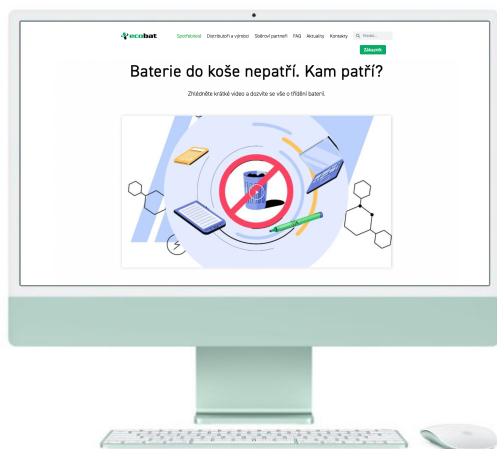 ecobat
Spotřebitelé Distributoři a výrobci Sběroví partneři FAQ Aktuality Kontakty Hledat...
Zákazník
Baterie do koše nepatří. Kam patří?
Zhlédněte krátké video a dozvíte se vše o třídění baterií.